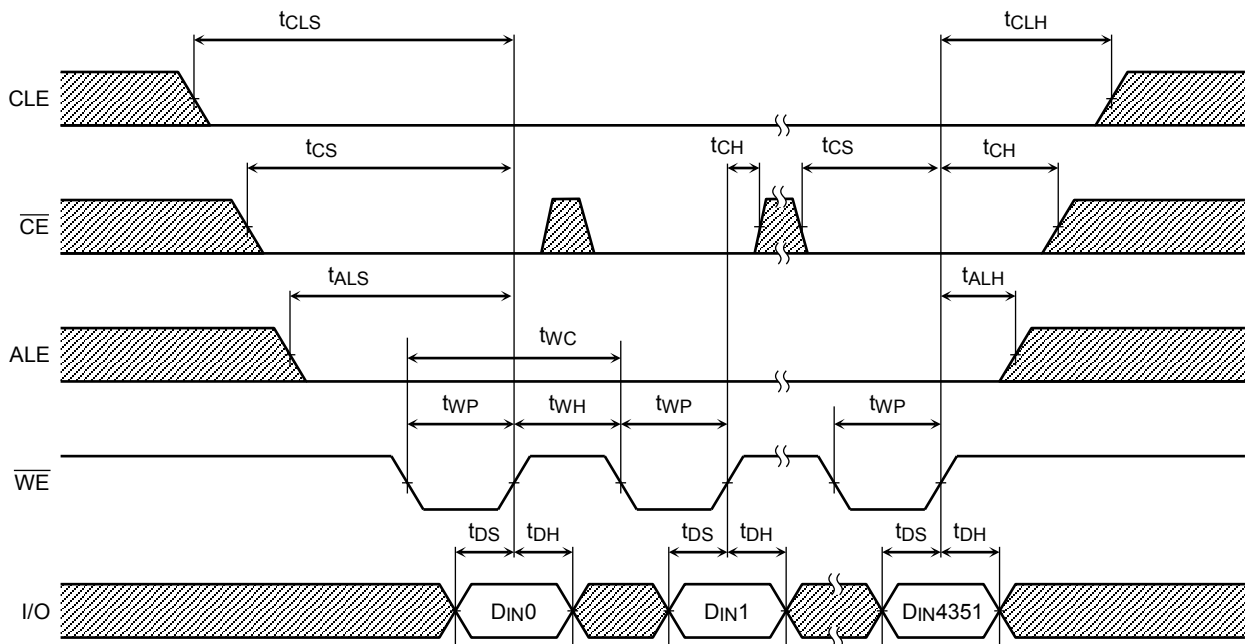 tCLS tCLH
CLE
tCS tCH tCS tCH
CE
tALS tALH
ALE
tWC
tWP tWH tWP tWP
WE
tDS tDH tDS tDH tDS tDH
I/O DIN0 DIN1 DIN4351